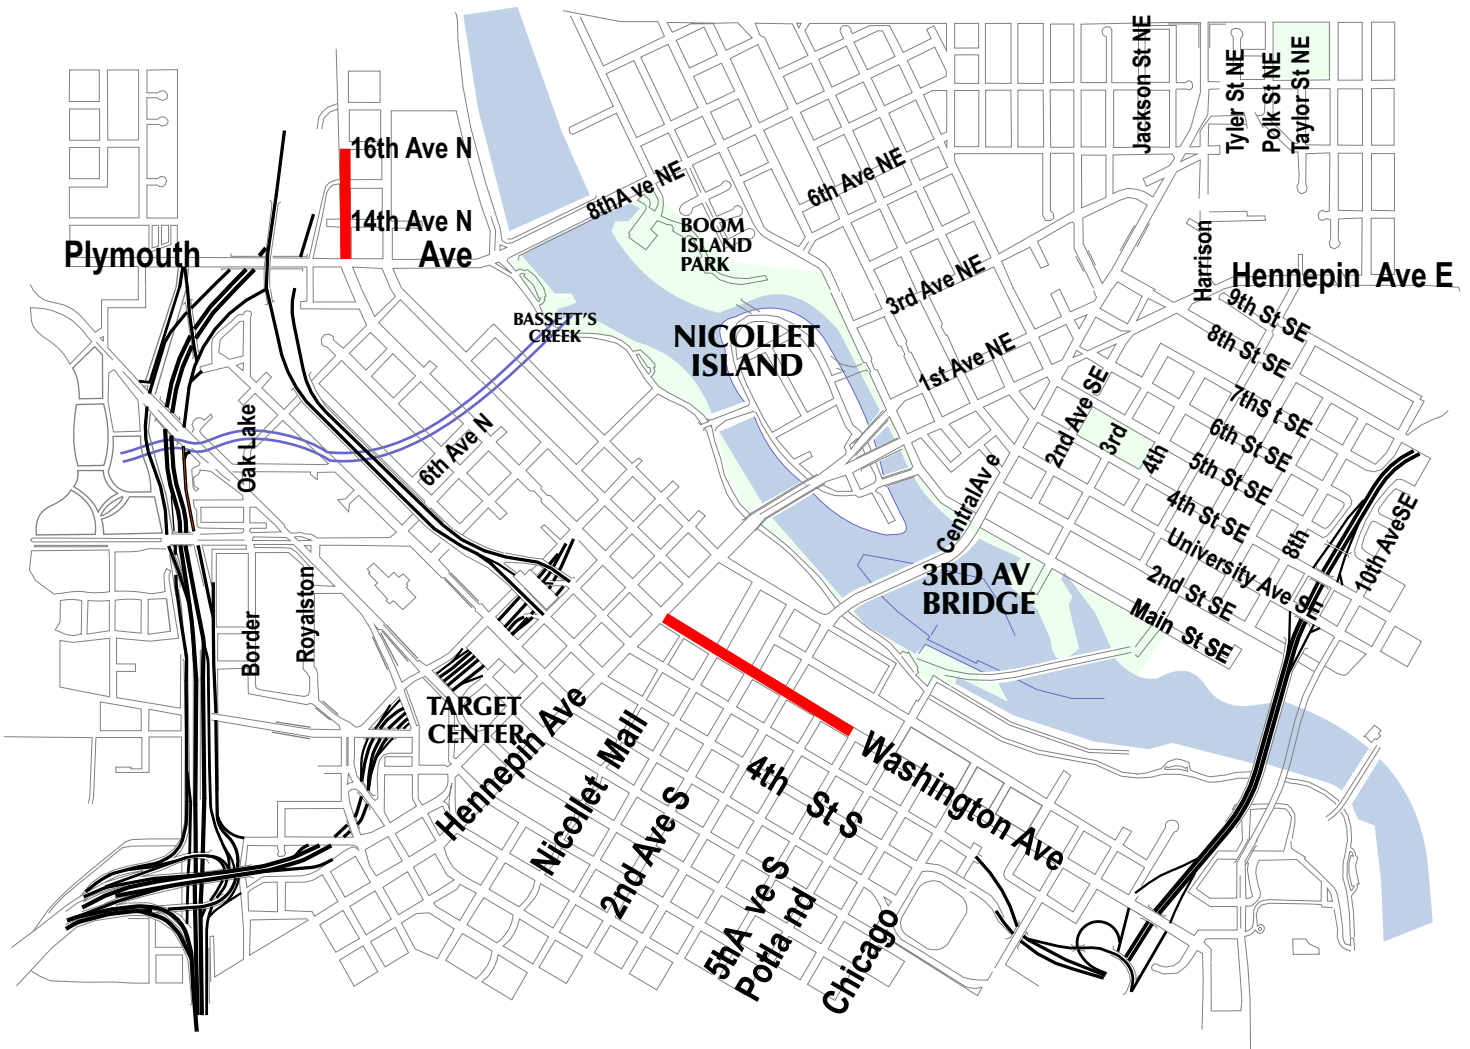 Jackson St NE
Tyler St NE
Polk St NE
Taylor St NE
16th Ave N
14th Ave N
8thA ve NE
6th Ave NE
BOOM
ISLAND
PARK
Plymouth Ave
Harrison
Hennepin Ave E
3rd Ave NE
9th St SE
BASSETT'S
CREEK
NICOLLET
ISLAND
8th St SE
1st Ave NE
7thS t SE
2nd Ave SE
3rd
4th
6th St SE
5th St SE
Oak Lake
6th Ave N
CentralAv e
4th St SE
University Ave SE
8th
10th AveSE
3RD AV
BRIDGE
2nd St SE
Main St SE
Border
Royalston
TARGET
CENTER
Hennepin Ave
Nicollet Mall
2nd Ave S
4th St S
Washington Ave
5hA ve S
Potla nd
Chicago